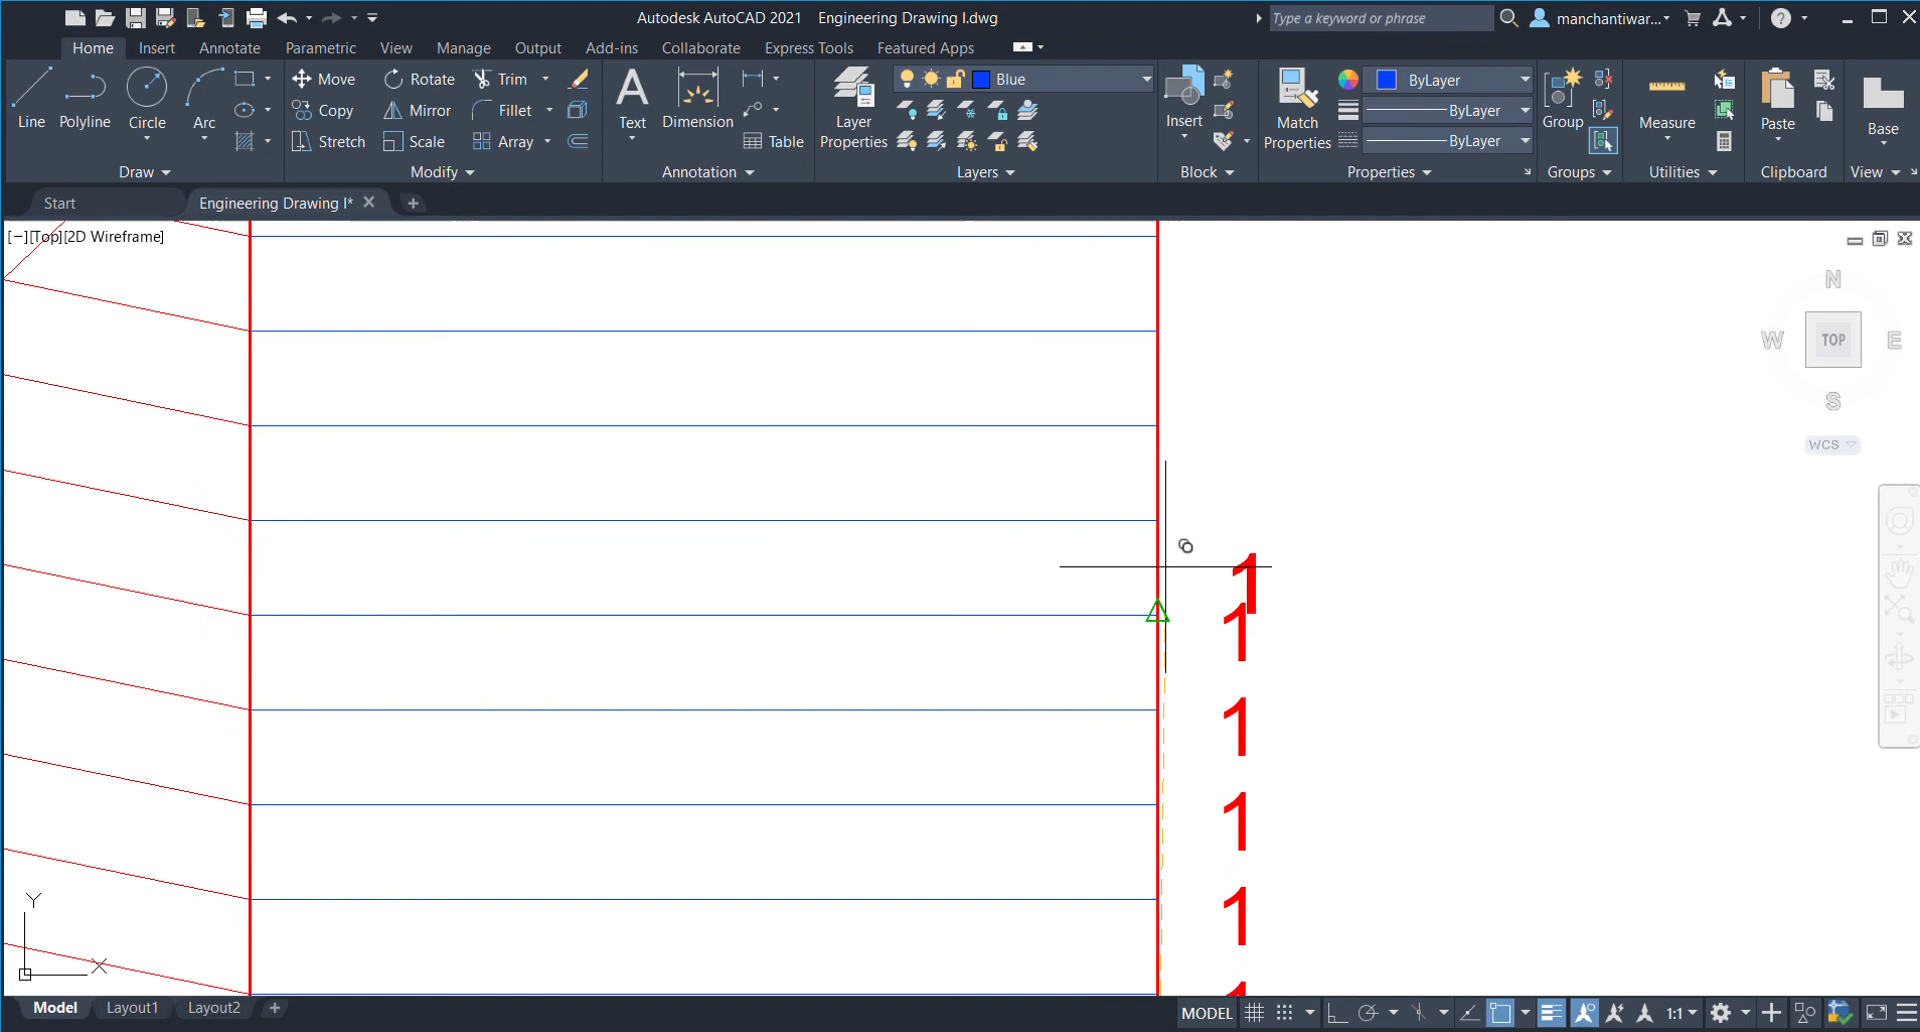 Autodesk AutoCAD 2021 Engineering Drawing I.dwg
Type a keyword or phrase
manchantiwar...
Home Insert Annotate Parametric View Manage Output Add-ins Collaborate Express Tools Featured Apps
Line
Polyline
Circle
Arc
Draw
Move Rotate Trim
Copy Mirror Fillet
Stretch Scale Array
Modify
Text
Dimension
Table
Annotation
Layer
Properties
Blue
Layers
Insert
Block
Match
Properties
ByLayer
ByLayer
ByLayer
Properties
Group
Groups
Measure
Utilities
Paste
Clipboard
Base
View
Start Engineering Drawing I*
[−][Top][2D Wireframe]
N
W TOP E
S
WCS
1
1
1
1
1
1
Y
X
Model Layout1 Layout2
MODEL
1:1